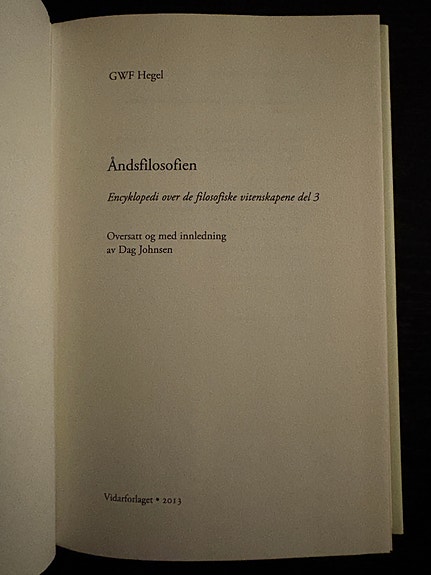 GWF Hegel
Åndsfilosofien
Encyklopedi over de filosofiske vitenskapene del 3
Oversatt og med innledning
av Dag Johnsen
Vidarforlaget • 2013